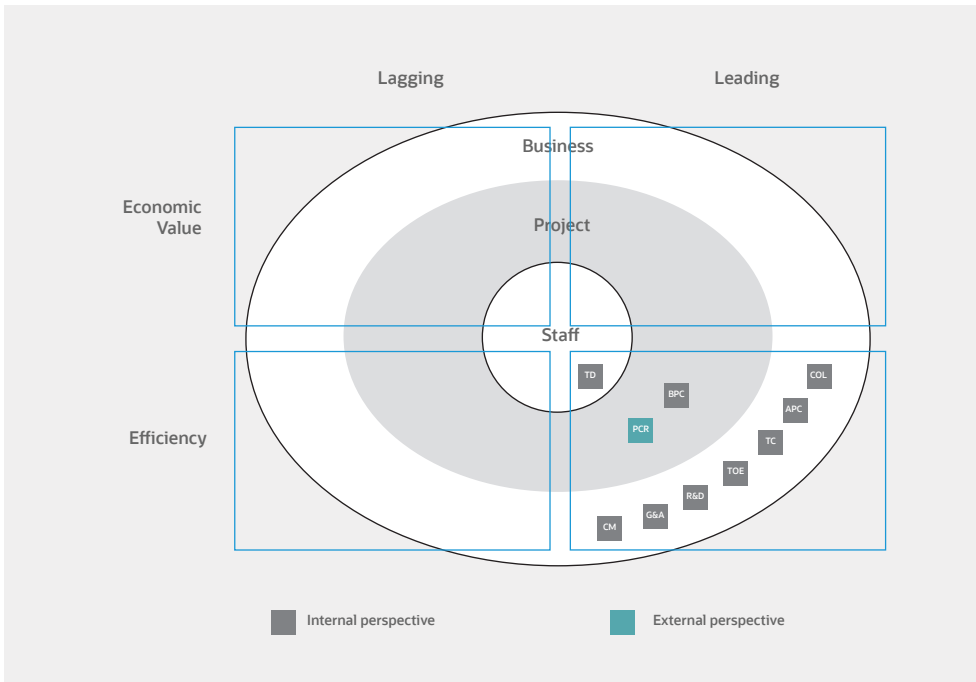 Lagging
Leading
Business
Economic
Value
Project
Staff
TD
COL
BPC
APC
PCR
Efficiency
TC
TOE
R&D
G&A
CM
Internal perspective
External perspective